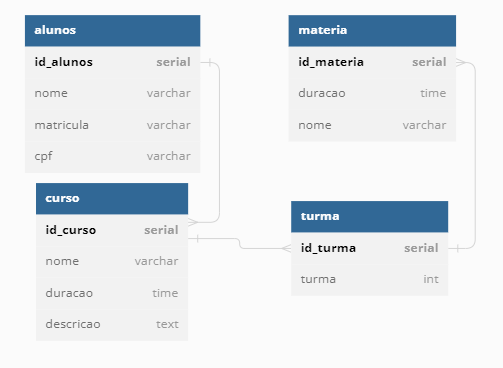 alunos
id_alunos serial
nome varchar
matricula varchar
cpf varchar
materia
id_materia serial
duracao time
nome varchar
curso
id_curso serial
nome varchar
duracao time
descricao text
turma
id_turma serial
turma int